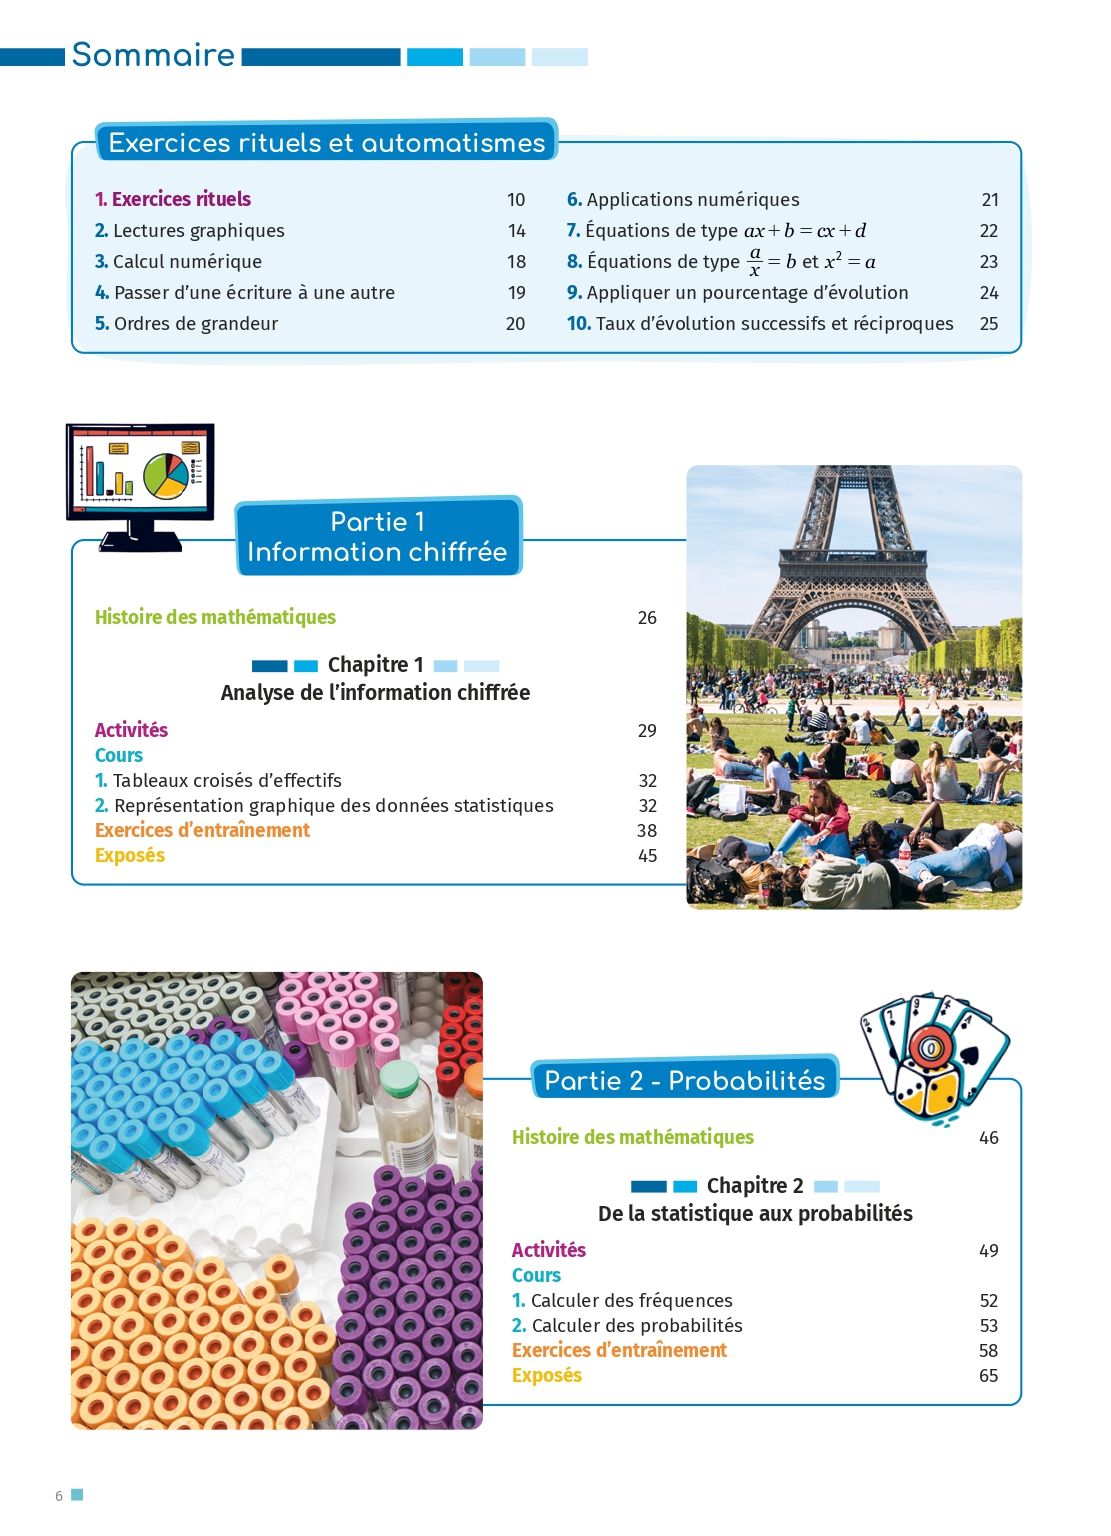 Sommaire
Exercices rituels et automatismes
1. Exercices rituels 10
2. Lectures graphiques 14
3. Calcul numérique 18
4. Passer d’une écriture à une autre 19
5. Ordres de grandeur 20
6. Applications numériques 21
7. Équations de type ax + b = cx + d 22
8. Équations de type a/x = b et x² = a 23
9. Appliquer un pourcentage d’évolution 24
10. Taux d’évolution successifs et réciproques 25
Partie 1
Information chiffrée
Histoire des mathématiques 26
Chapitre 1
Analyse de l’information chiffrée
Activités 29
Cours
1. Tableaux croisés d’effectifs 32
2. Représentation graphique des données statistiques 32
Exercices d’entraînement 38
Exposés 45
Partie 2 - Probabilités
Histoire des mathématiques 46
Chapitre 2
De la statistique aux probabilités
Activités 49
Cours
1. Calculer des fréquences 52
2. Calculer des probabilités 53
Exercices d’entraînement 58
Exposés 65
6